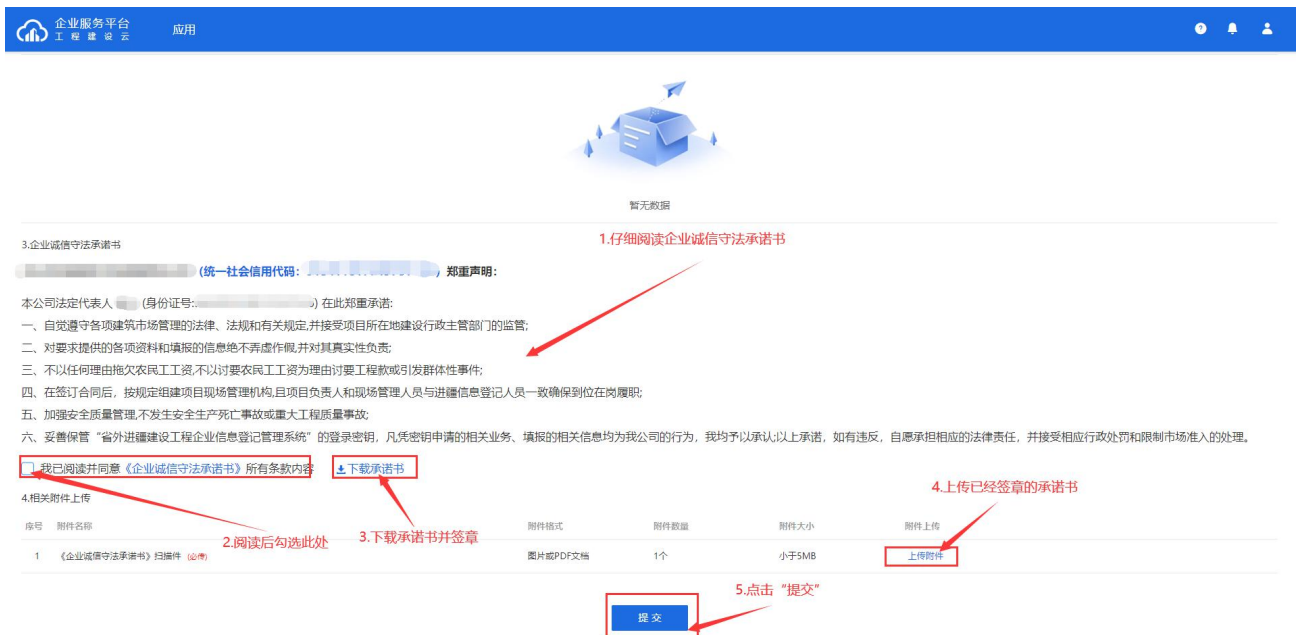 企业服务平台
工程建设云
应用
暂无数据
1.仔细阅读企业诚信守法承诺书
3.企业诚信守法承诺书
(统一社会信用代码: ) 郑重声明:
本公司法定代表人 (身份证号: ) 在此郑重承诺:
一、自觉遵守各项建筑市场管理的法律、法规和有关规定,并接受项目所在地建设行政主管部门的监管;
二、对要求提供的各项资料和填报的信息绝不弄虚作假,并对其真实性负责;
三、不以任何理由拖欠农民工工资,不以讨要农民工工资为理由讨要工程款或引发群体性事件;
四、在签订合同后，按规定组建项目现场管理机构,且项目负责人和现场管理人员与进疆信息登记人员一致确保到位在岗履职;
五、加强安全质量管理,不发生安全生产死亡事故或重大工程质量事故;
六、妥善保管“省外进疆建设工程企业信息登记管理系统”的登录密钥，凡凭密钥申请的相关业务、填报的相关信息均为我公司的行为，我均予以承认;以上承诺，如有违反，自愿承担相应的法律责任，并接受相应行政处罚和限制市场准入的处理。
我已阅读并同意《企业诚信守法承诺书》所有条款内容 下载承诺书
4.相关附件上传
4.上传已经签章的承诺书
序号 附件名称 附件格式 附件数量 附件大小 附件上传
2.阅读后勾选此处
3.下载承诺书并签章
1 《企业诚信守法承诺书》扫描件 (必传) 图片或PDF文档 1个 小于5MB 上传附件
5.点击“提交”
提交